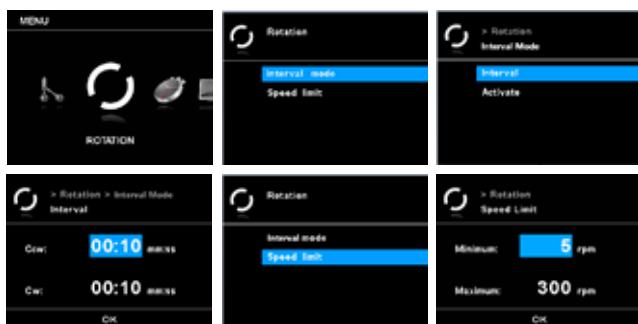 MENU
ROTATION
Rotation
Interval mode
Speed limit
> Rotation
Interval Mode
Interval
Activate
> Rotation > Interval Mode
Interval
Ccw: 00:10 mm:ss
Cw: 00:10 mm:ss
OK
Rotation
Interval mode
Speed limit
> Rotation
Speed Limit
Minimum: 5 rpm
Maximum: 300 rpm
OK